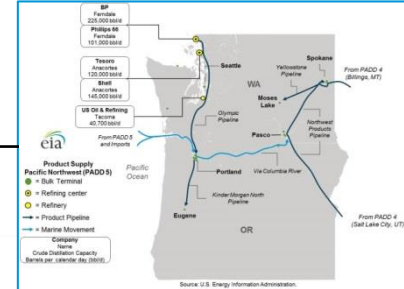 BP
Ferndale
225,000 bbl/d
Phillips 66
Ferndale
101,000 bbl/d
Tesoro
Anacortes
120,000 bbl/d
Shell
Anacortes
145,000 bbl/d
US Oil & Refining
Tacoma
40,700 bbl/d
Seattle
WA
Spokane
From PADD 4
(Billings, MT)
Yellowstone
Pipeline
Moses
Lake
Olympic
Pipeline
Northwest
Products
Pipeline
Pasco
eia
From PADD 5
and Imports
Pacific
Ocean
Portland
Via Columbia River
Kinder Morgan North
Pipeline
Eugene
OR
From PADD 4
(Salt Lake City, UT)
Product Supply
Pacific Northwest (PADD 5)
= Bulk Terminal
= Refining center
= Refinery
= Product Pipeline
= Marine Movement
Company
Name
Crude Distillation Capacity
Barrels per calendar day (bbl/d)
Source: U.S. Energy Information Administration.